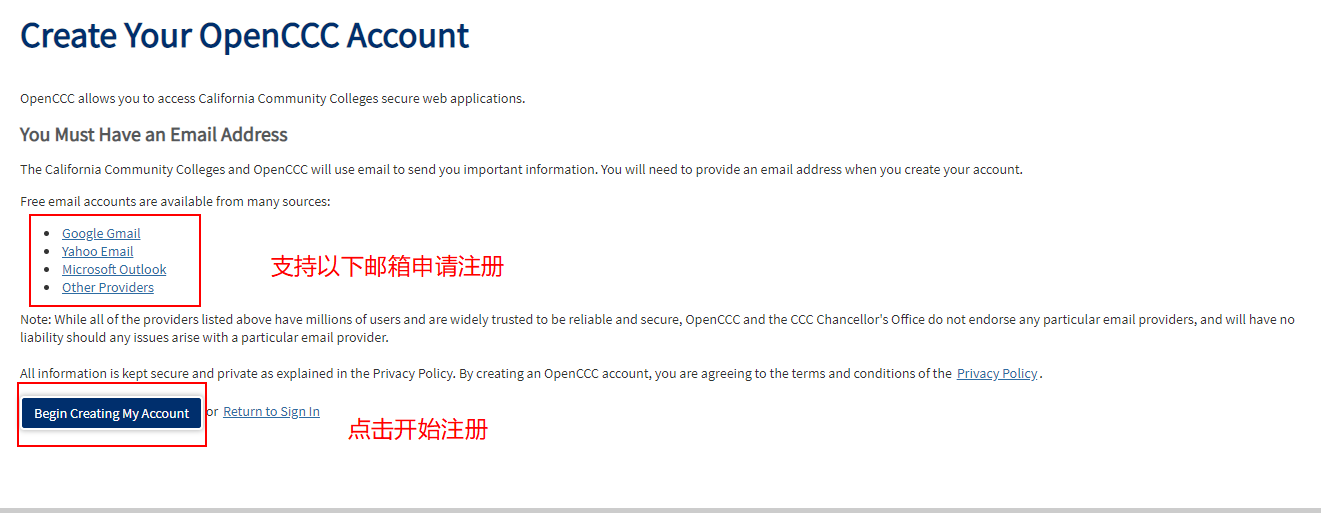 Create Your OpenCCC Account
OpenCCC allows you to access California Community Colleges secure web applications.
You Must Have an Email Address
The California Community Colleges and OpenCCC will use email to send you important information. You will need to provide an email address when you create your account.
Free email accounts are available from many sources:
Google Gmail
Yahoo Email
Microsoft Outlook
Other Providers
支持以下邮箱申请注册
Note: While all of the providers listed above have millions of users and are widely trusted to be reliable and secure, OpenCCC and the CCC Chancellor's Office do not endorse any particular email providers, and will have no
liability should any issues arise with a particular email provider.
All information is kept secure and private as explained in the Privacy Policy. By creating an OpenCCC account, you are agreeing to the terms and conditions of the Privacy Policy.
Begin Creating My Account or Return to Sign In
点击开始注册